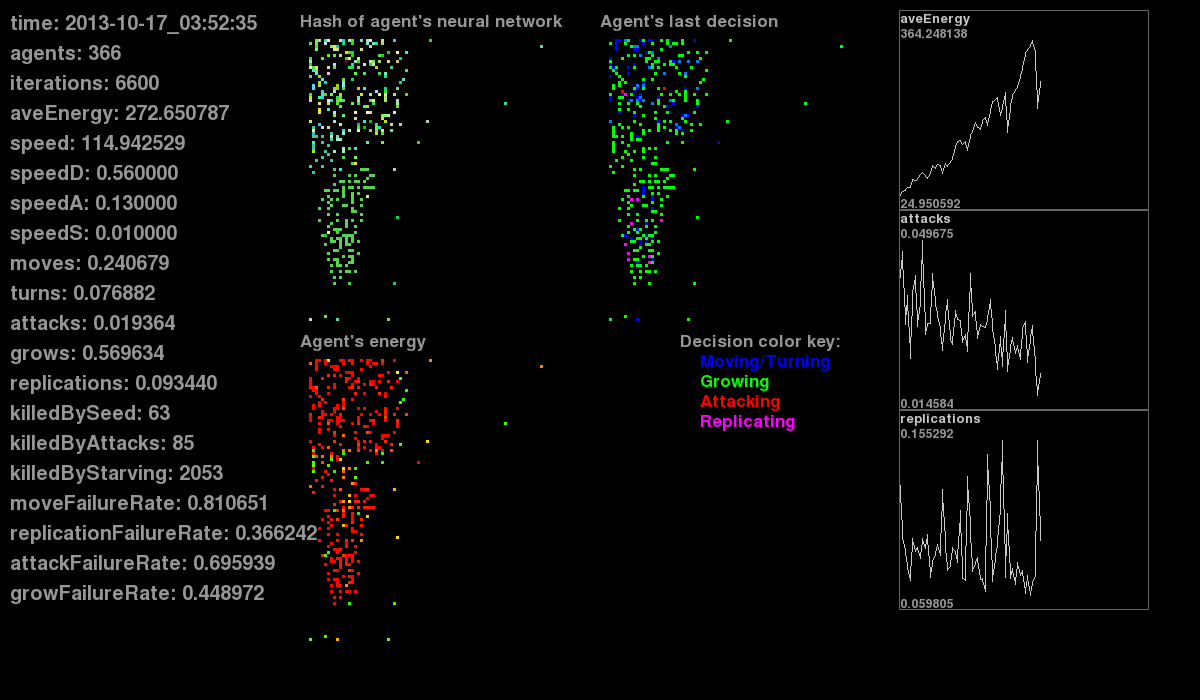 time: 2013-10-17_03:52:35
agents: 366
iterations: 6600
aveEnergy: 272.650787
speed: 114.942529
speedD: 0.560000
speedA: 0.130000
speedS: 0.010000
moves: 0.240679
turns: 0.076882
attacks: 0.019364
grows: 0.569634
replications: 0.093440
killedBySeed: 63
killedByAttacks: 85
killedByStarving: 2053
moveFailureRate: 0.810651
replicationFailureRate: 0.366242
attackFailureRate: 0.695939
growFailureRate: 0.448972
Hash of agent's neural network
Agent's last decision
Agent's energy
Decision color key:
Moving/Turning
Growing
Attacking
Replicating
aveEnergy
364.248138
24.950592
attacks
0.049675
0.014584
replications
0.155292
0.059805